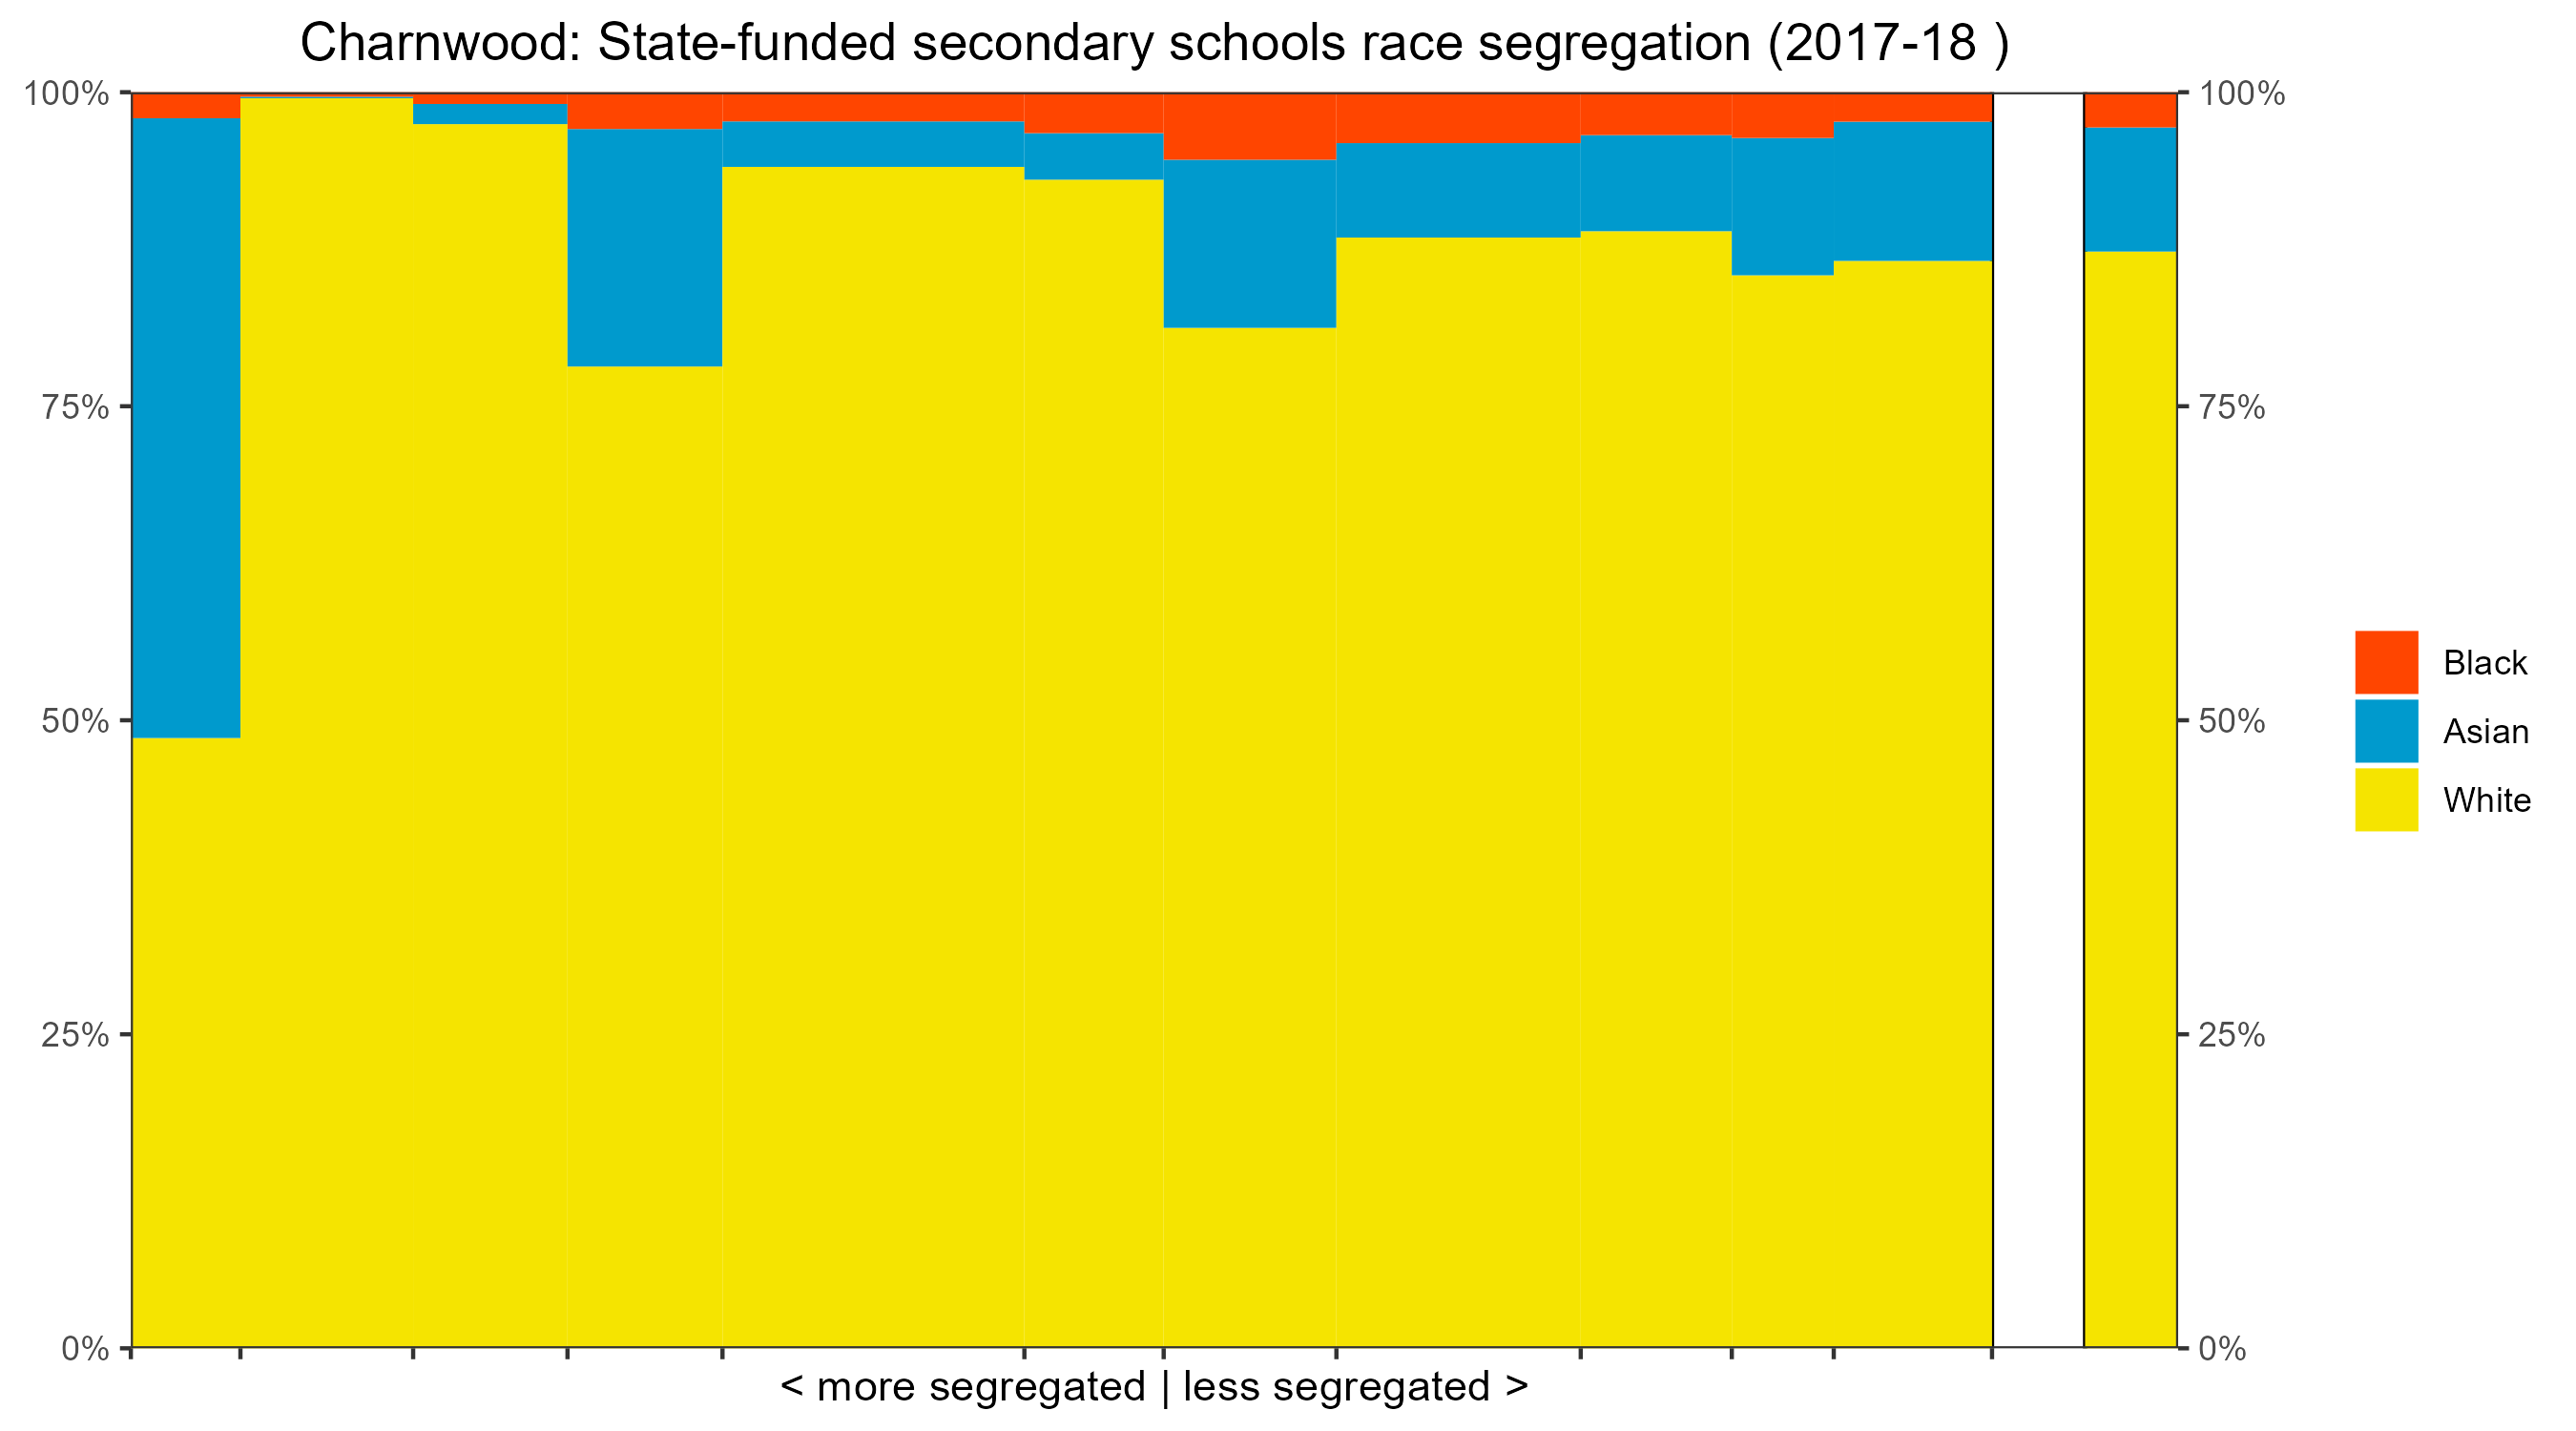 Charnwood: State-funded secondary schools race segregation (2017-18 )
100%
75%
50%
25%
0%
100%
75%
50%
25%
0%
Black
Asian
White
< more segregated | less segregated >